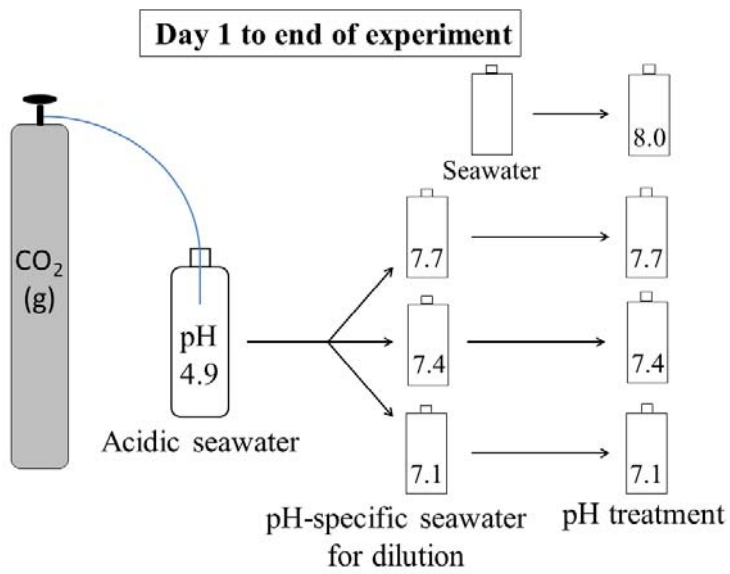 Day 1 to end of experiment
8.0
Seawater
CO₂
(g)
7.7
7.7
pH
4.9
7.4
7.4
Acidic seawater
7.1
7.1
pH-specific seawater
for dilution
pH treatment